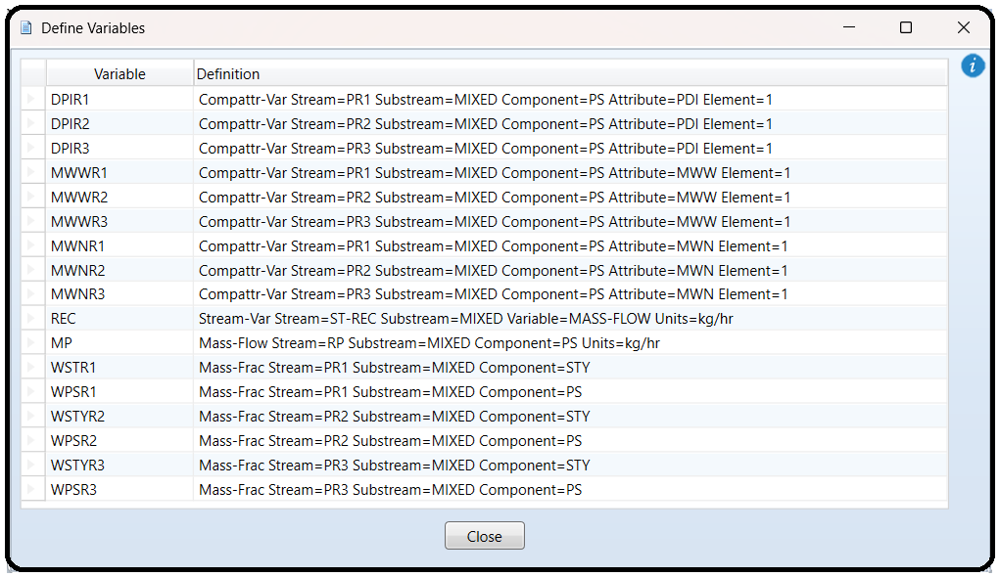 Define Variables
Variable Definition
DPIR1 Compattr-Var Stream=PR1 Substream=MIXED Component=PS Attribute=PDI Element=1
DPIR2 Compattr-Var Stream=PR2 Substream=MIXED Component=PS Attribute=PDI Element=1
DPIR3 Compattr-Var Stream=PR3 Substream=MIXED Component=PS Attribute=PDI Element=1
MWWR1 Compattr-Var Stream=PR1 Substream=MIXED Component=PS Attribute=MWW Element=1
MWWR2 Compattr-Var Stream=PR2 Substream=MIXED Component=PS Attribute=MWW Element=1
MWWR3 Compattr-Var Stream=PR3 Substream=MIXED Component=PS Attribute=MWW Element=1
MWNR1 Compattr-Var Stream=PR1 Substream=MIXED Component=PS Attribute=MWN Element=1
MWNR2 Compattr-Var Stream=PR2 Substream=MIXED Component=PS Attribute=MWN Element=1
MWNR3 Compattr-Var Stream=PR3 Substream=MIXED Component=PS Attribute=MWN Element=1
REC Stream-Var Stream=ST-REC Substream=MIXED Variable=MASS-FLOW Units=kg/hr
MP Mass-Flow Stream=RP Substream=MIXED Component=PS Units=kg/hr
WSTR1 Mass-Frac Stream=PR1 Substream=MIXED Component=STY
WPSR1 Mass-Frac Stream=PR1 Substream=MIXED Component=PS
WSTYR2 Mass-Frac Stream=PR2 Substream=MIXED Component=STY
WPSR2 Mass-Frac Stream=PR2 Substream=MIXED Component=PS
WSTYR3 Mass-Frac Stream=PR3 Substream=MIXED Component=STY
WPSR3 Mass-Frac Stream=PR3 Substream=MIXED Component=PS
Close